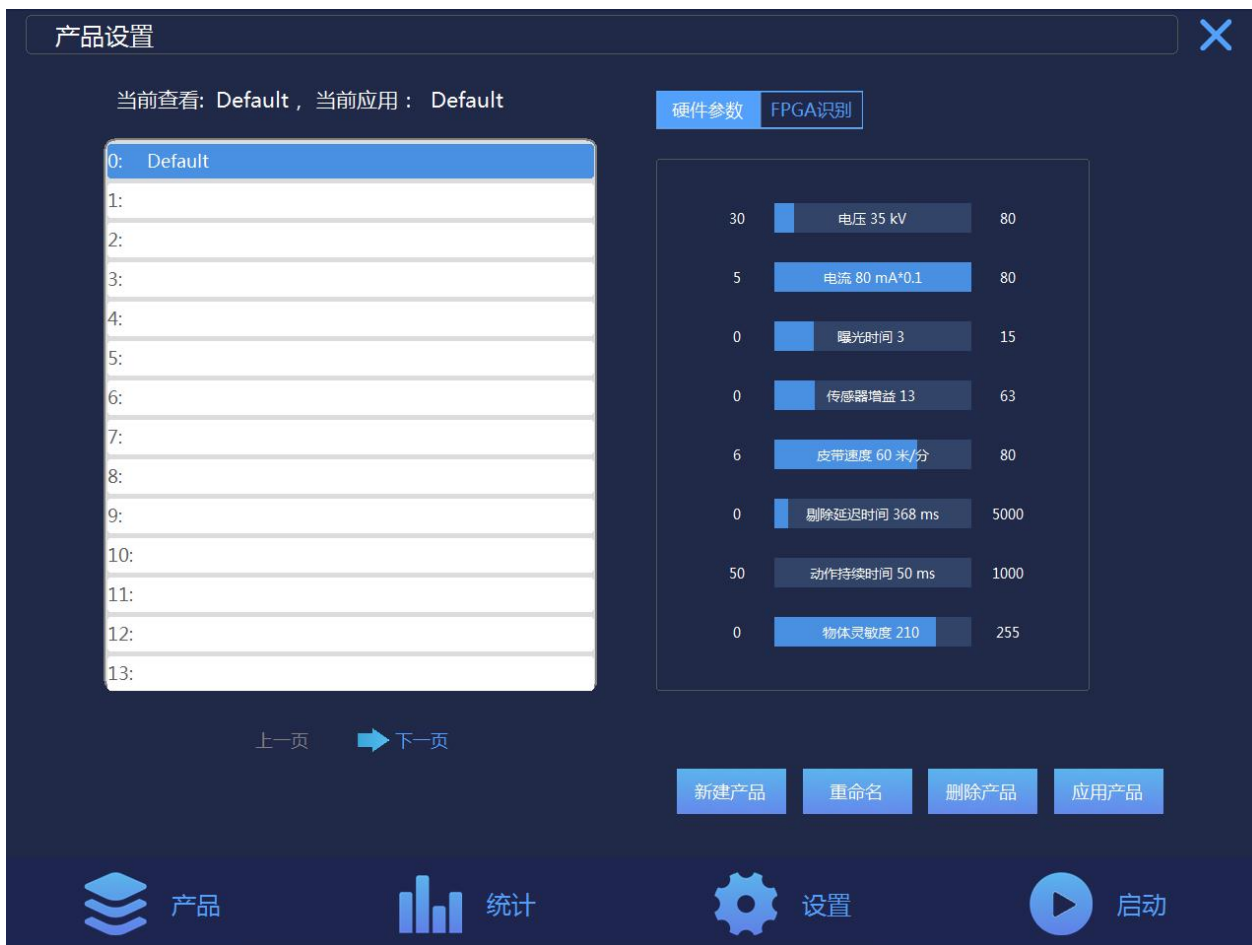 产品设置
当前查看: Default , 当前应用 : Default
硬件参数 FPGA识别
0: Default
1:
2:
3:
4:
5:
6:
7:
8:
9:
10:
11:
12:
13:
30 电压 35 kV 80
5 电流 80 mA*0.1 80
0 曝光时间 3 15
0 传感器增益 13 63
6 皮带速度 60 米/分 80
0 剔除延迟时间 368 ms 5000
50 动作持续时间 50 ms 1000
0 物体灵敏度 210 255
上一页 下一页
新建产品 重命名 删除产品 应用产品
产品 统计 设置 启动